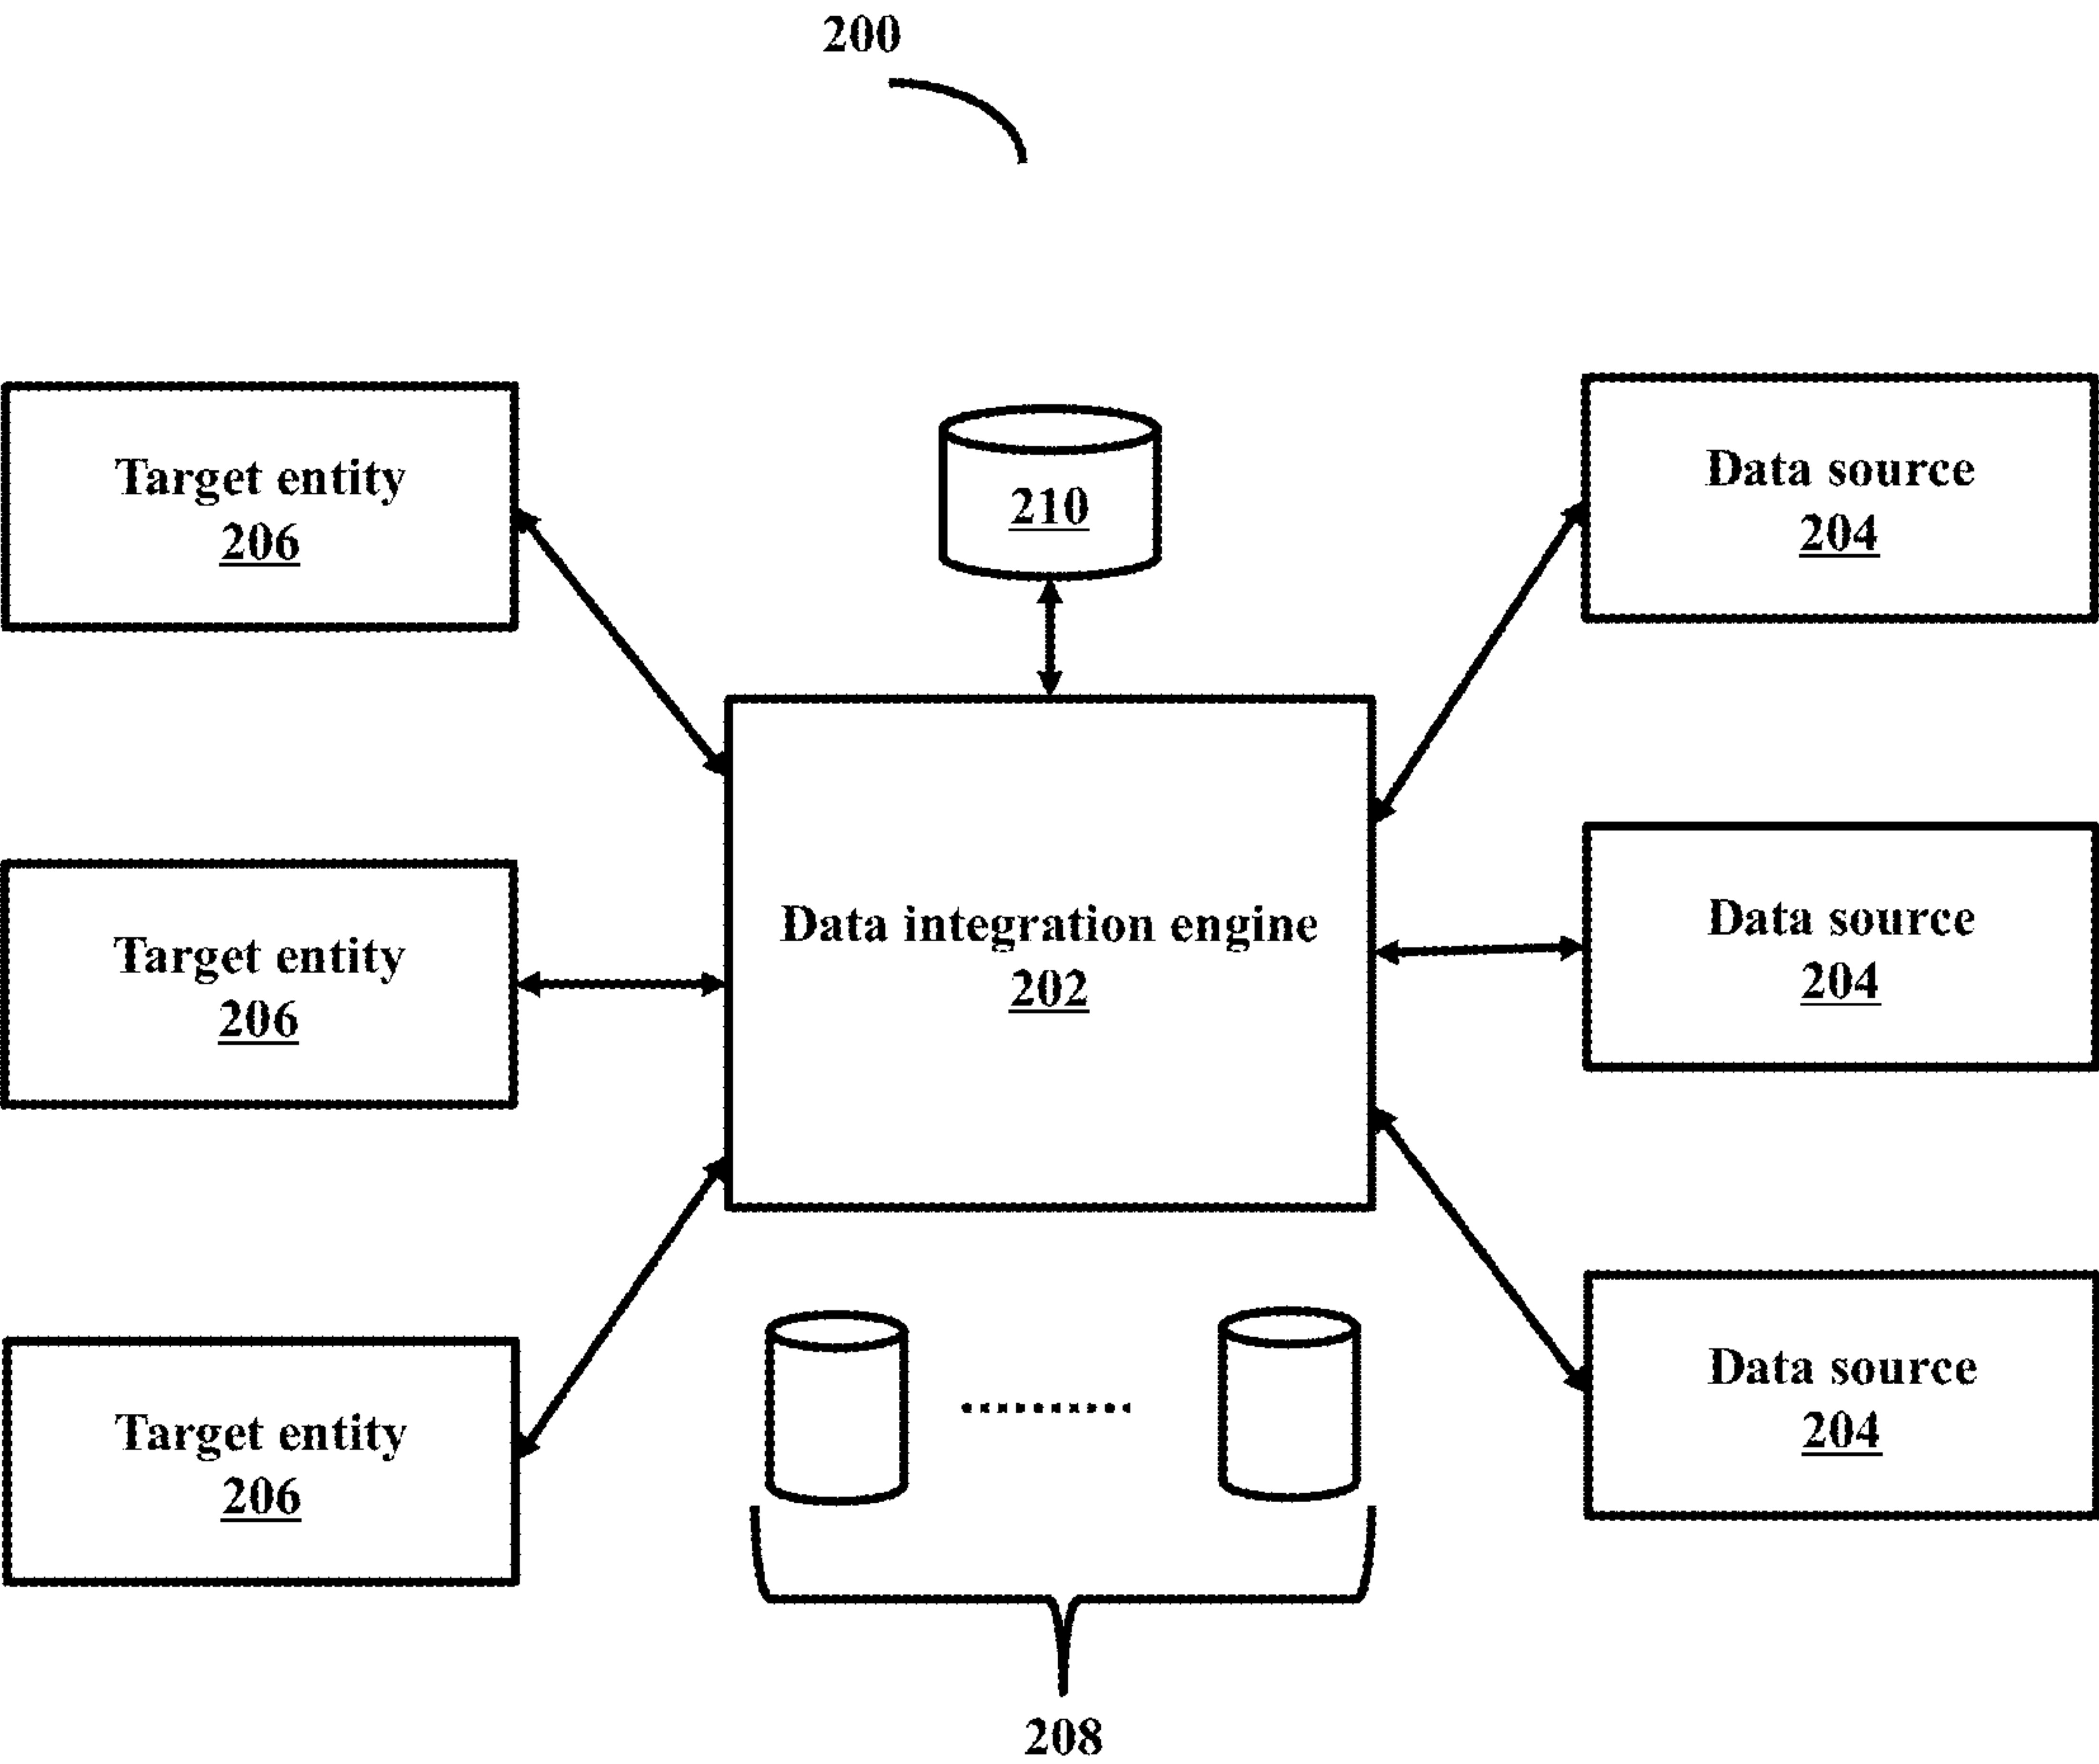 200
Target entity
206
210
Data source
204
Target entity
206
Data integration engine
202
Data source
204
Target entity
206
Data source
204
208